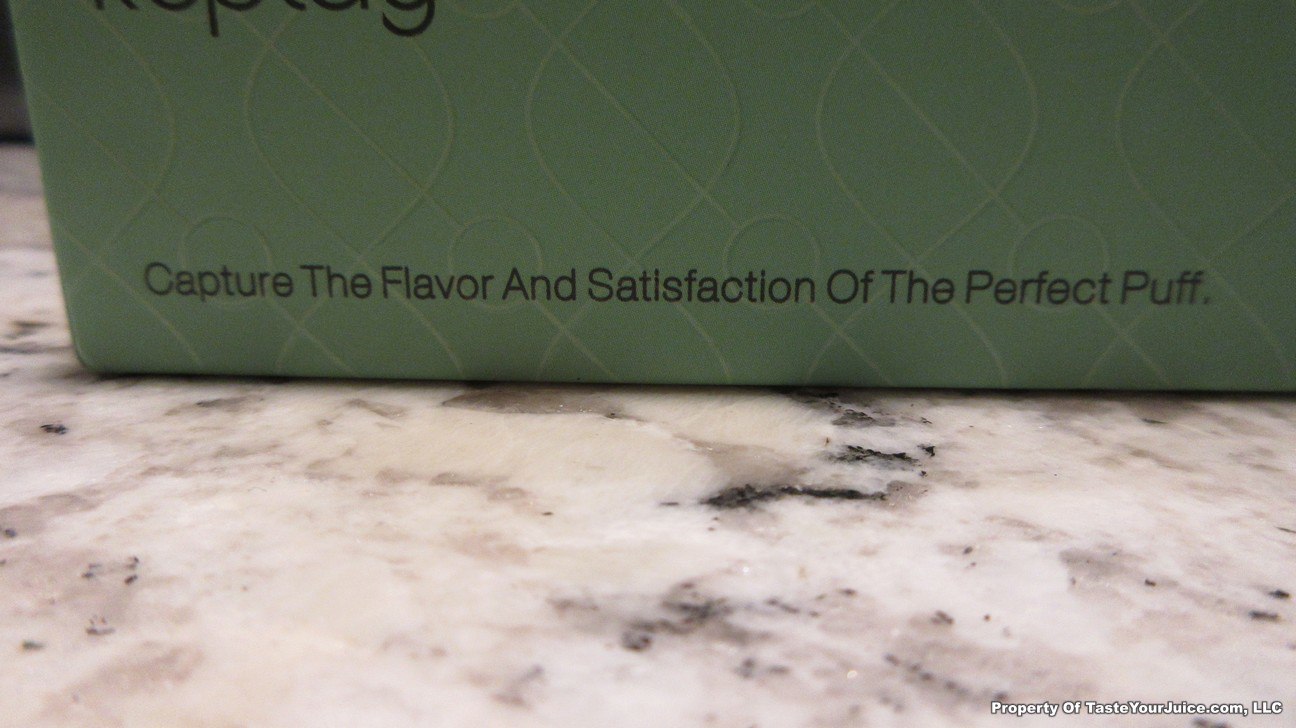 Capture The Flavor And Satisfaction Of The Perfect Puff.
Property Of TasteYourJuice.com, LLC